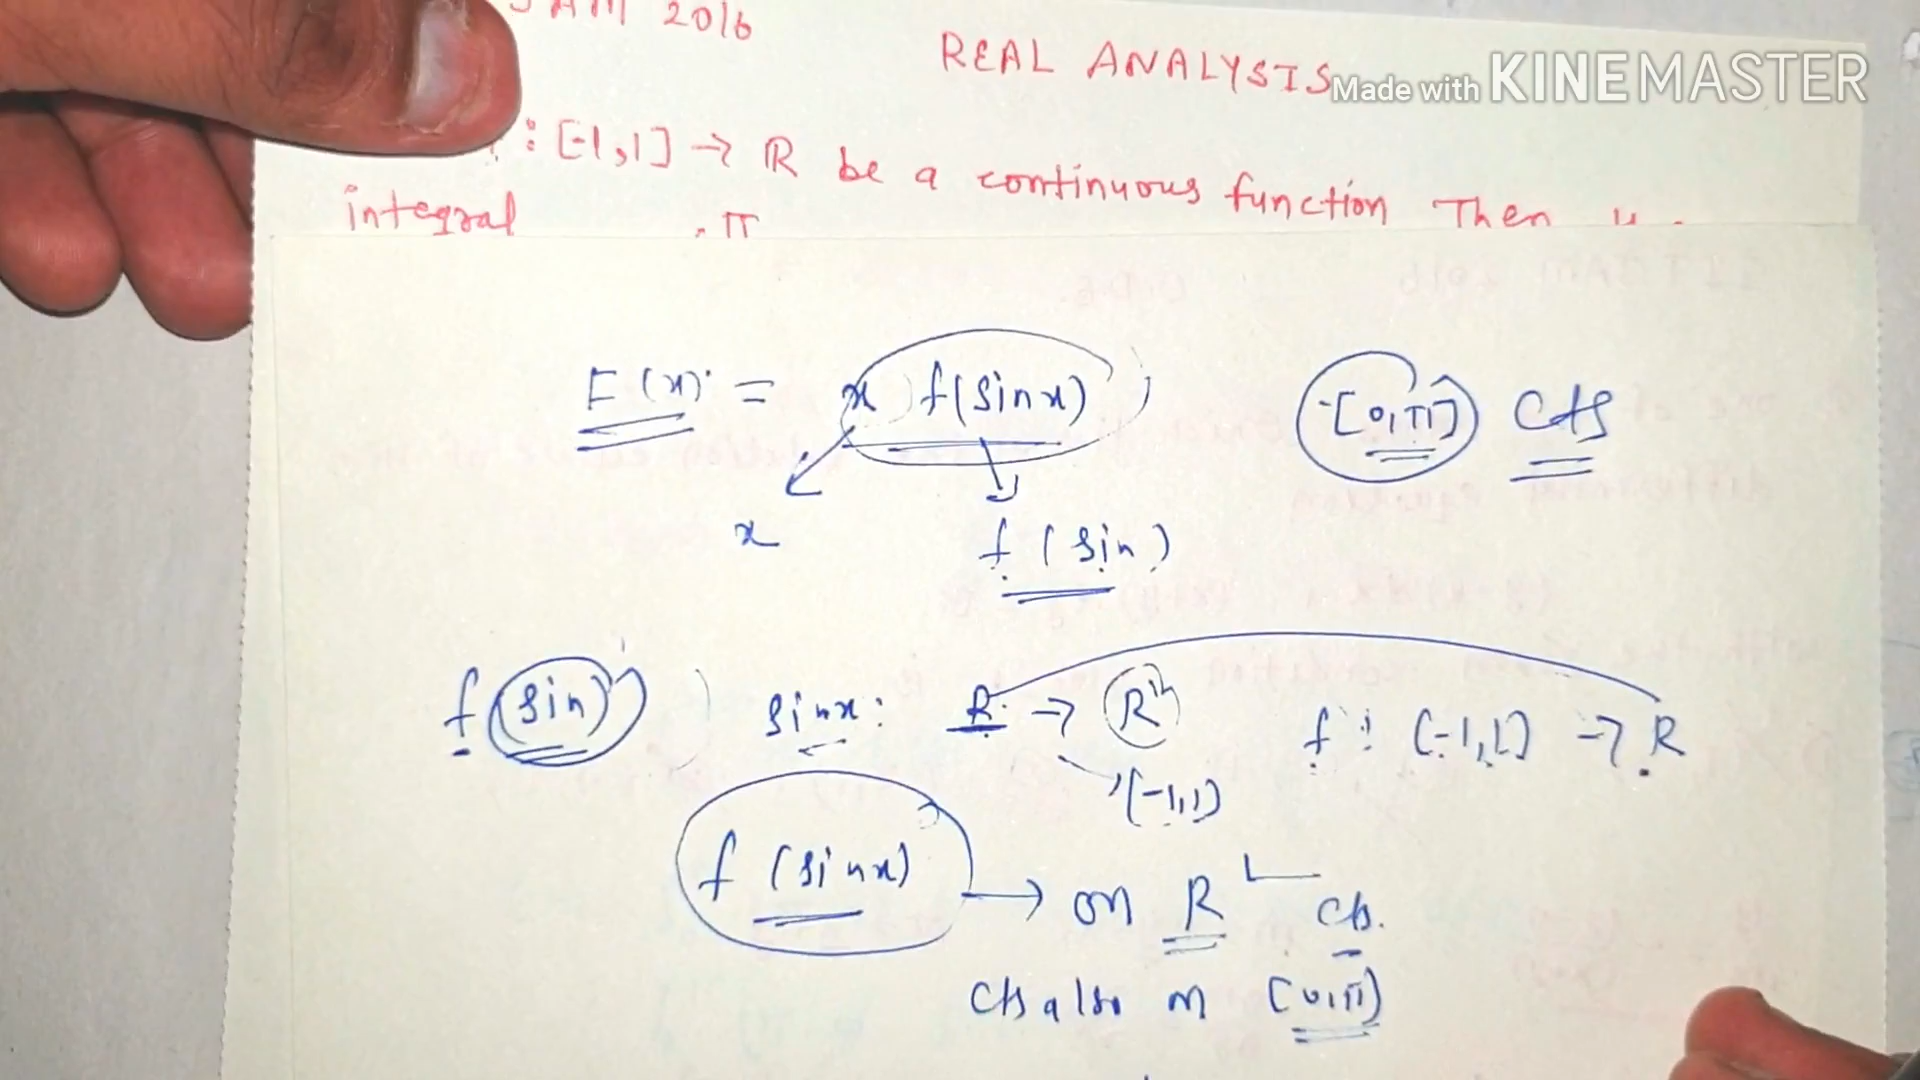 JAM 2016
REAL ANALYSIS
Made with KINEMASTER
: [-1,1] → R be a continuous function Then
integral π
F(x) = x f(sin x) [0,π] Cts
x f(sin)
f(sin) sinx: R → R f: [-1,1] → R
[-1,1]
f(sinx) → on R cts.
cts also on [0,π]